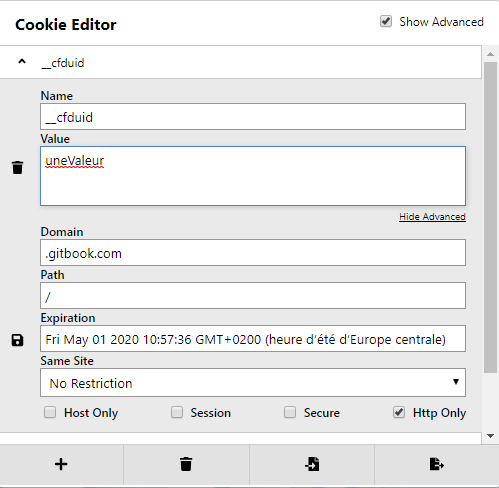 Cookie Editor
Show Advanced
__cfduid
Name
__cfduid
Value
uneValeur
Hide Advanced
Domain
.gitbook.com
Path
/
Expiration
Fri May 01 2020 10:57:36 GMT+0200 (heure d'été d'Europe centrale)
Same Site
No Restriction
Host Only Session Secure Http Only